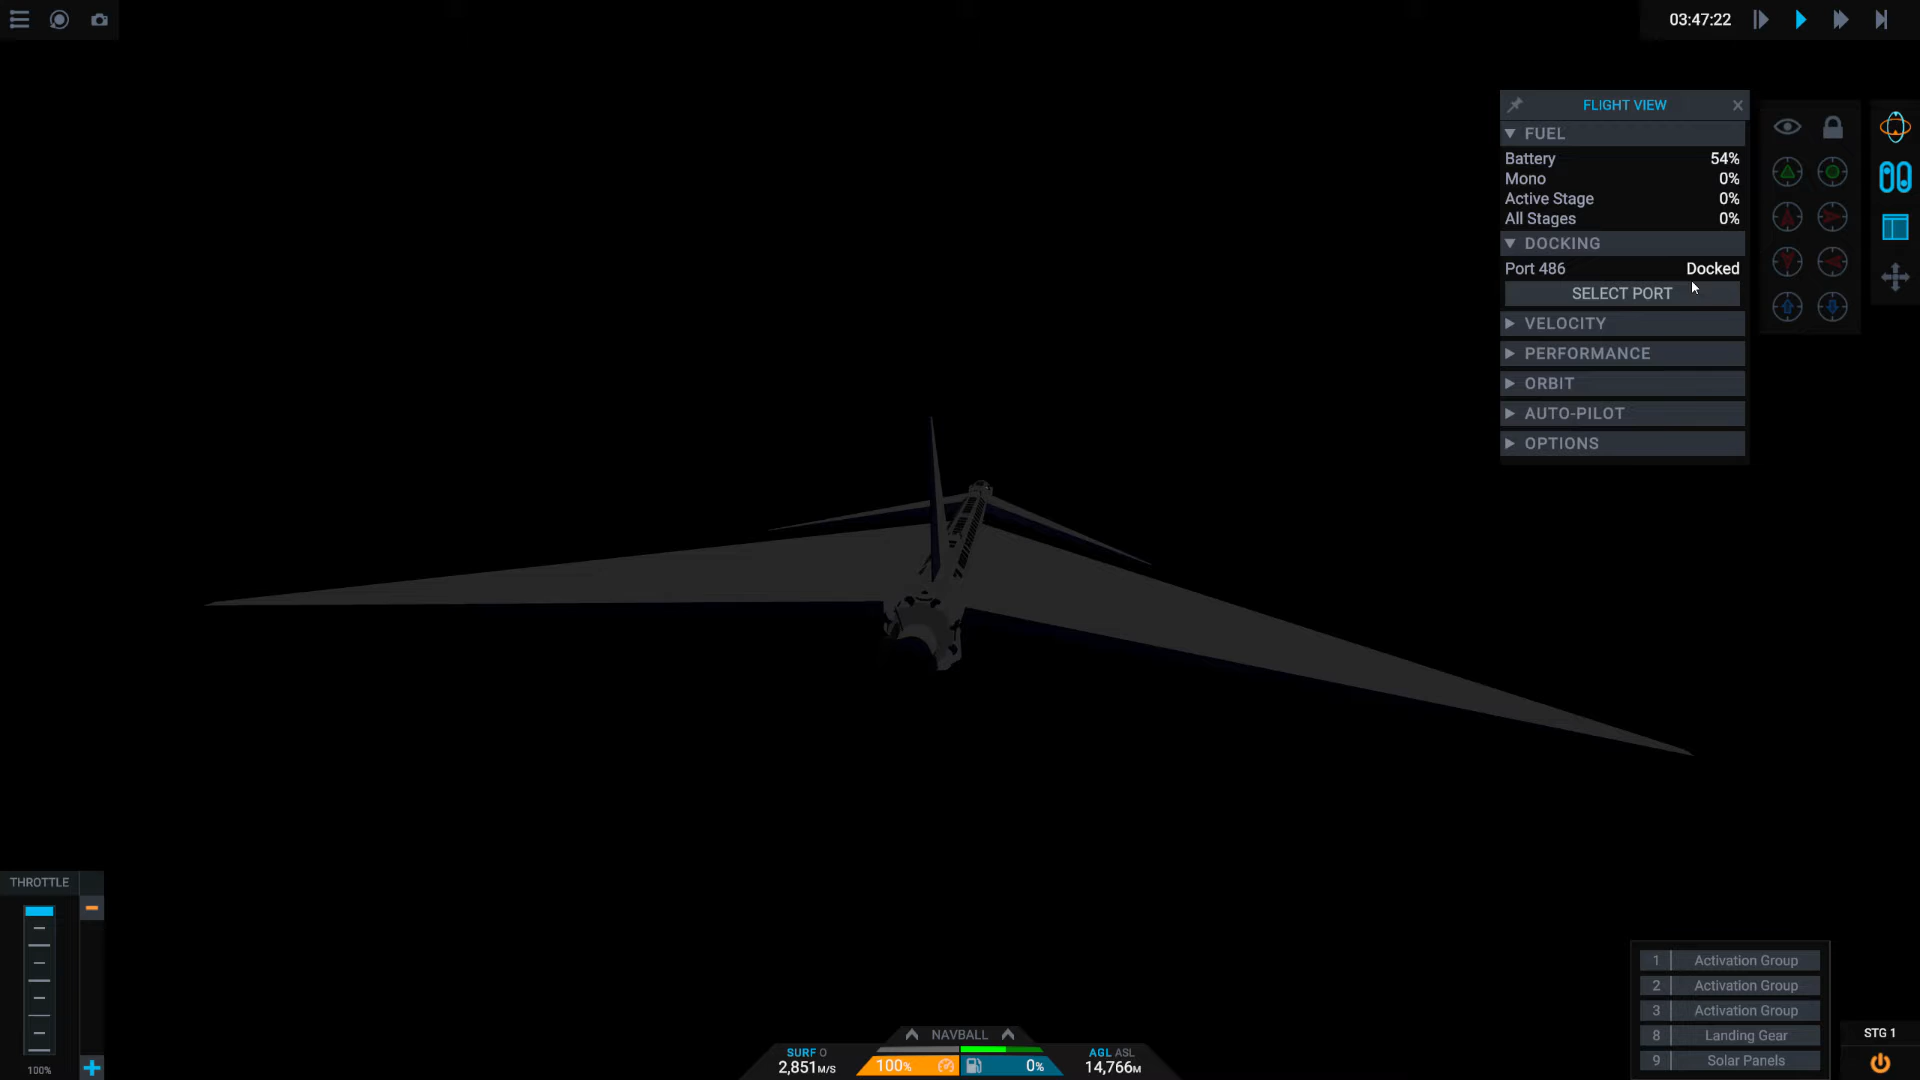 03:47:22
FLIGHT VIEW
FUEL
Battery 54%
Mono 0%
Active Stage 0%
All Stages 0%
DOCKING
Port 486 Docked
SELECT PORT
VELOCITY
PERFORMANCE
ORBIT
AUTO-PILOT
OPTIONS
THROTTLE
100%
NAVBALL
SURF O
2,851M/S
100%
0%
AGL ASL
14,766M
1 Activation Group
2 Activation Group
3 Activation Group
8 Landing Gear
9 Solar Panels
STG 1